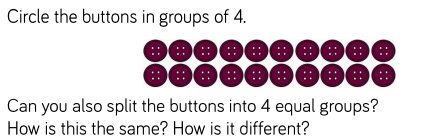 Circle the buttons in groups of 4.
Can you also split the buttons into 4 equal groups?
How is this the same? How is it different?